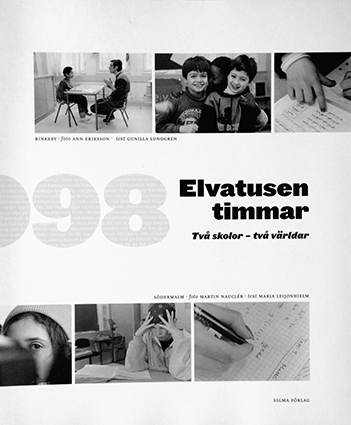 RINKEBY · foto ANN ERIKSSON · text GUNILLA LUNDGREN
998
Elvatusen
timmar
Två skolor – två världar
SÖDERMALM · foto MARTIN NAUCLÉR · text MARIA LEIJONHIELM
SIGMA FÖRLAG